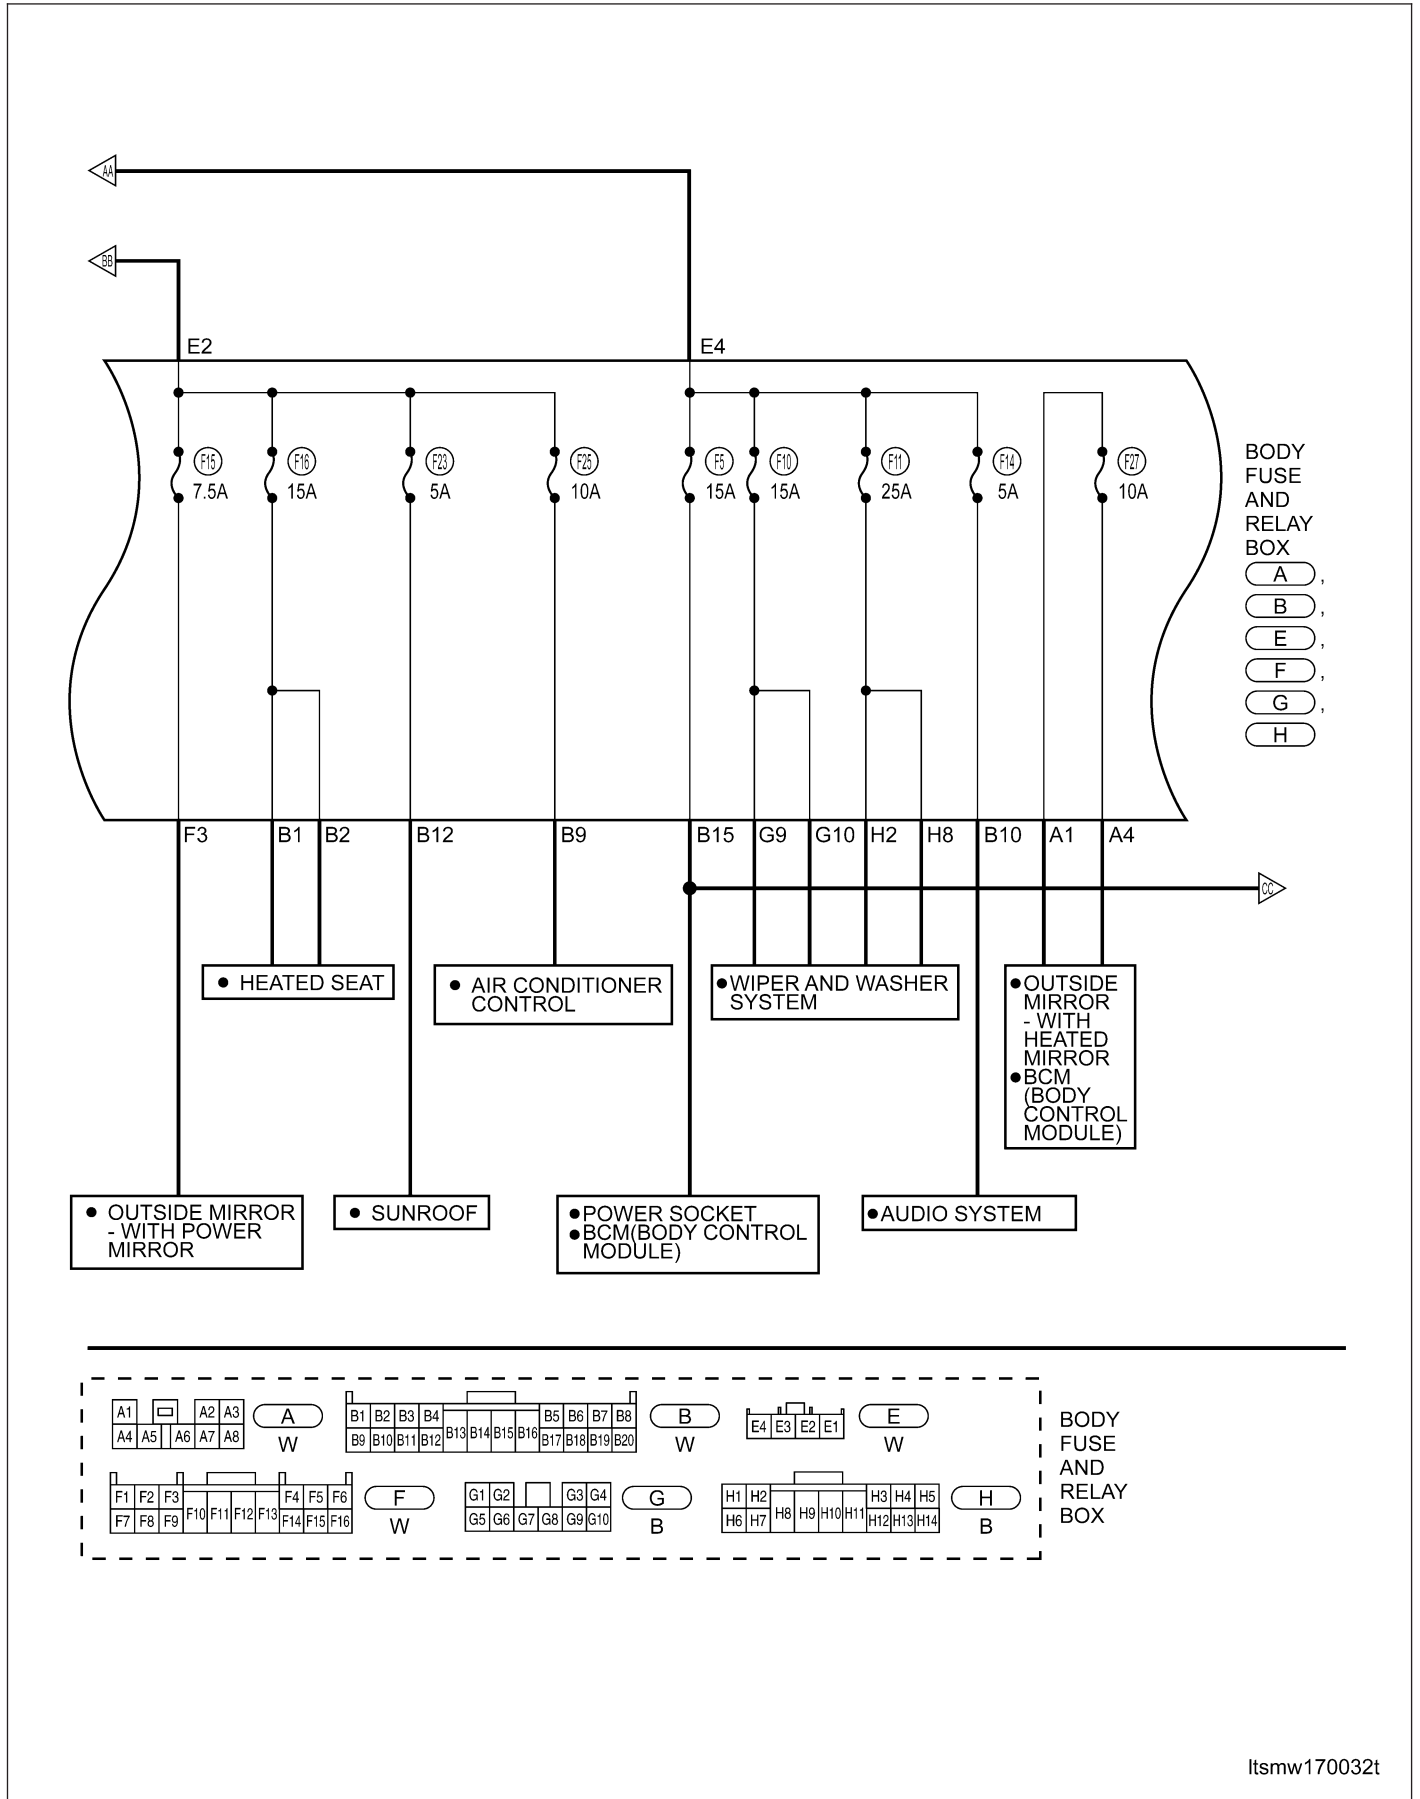 AA
BB
E2
E4
F15
7.5A
F16
15A
F23
5A
F25
10A
F5
15A
F10
15A
F11
25A
F14
5A
F27
10A
BODY
FUSE
AND
RELAY
BOX
A,
B,
E,
F,
G,
H
F3
B1
B2
B12
B9
B15
G9
G10
H2
H8
B10
A1
A4
CC
● HEATED SEAT
● AIR CONDITIONER
CONTROL
●WIPER AND WASHER
SYSTEM
●OUTSIDE
MIRROR
- WITH
HEATED
MIRROR
●BCM
(BODY
CONTROL
MODULE)
● OUTSIDE MIRROR
- WITH POWER
MIRROR
● SUNROOF
●POWER SOCKET
●BCM(BODY CONTROL
MODULE)
●AUDIO SYSTEM
A1 A2 A3
A4 A5 A6 A7 A8
A
W
B1 B2 B3 B4 B5 B6 B7 B8
B13 B14 B15 B16
B9 B10 B11 B12 B17 B18 B19 B20
B
W
E4 E3 E2 E1
E
W
F1 F2 F3 F4 F5 F6
F10 F11 F12 F13
F7 F8 F9 F14 F15 F16
F
W
G1 G2 G3 G4
G5 G6 G7 G8 G9 G10
G
B
H1 H2 H3 H4 H5
H8 H9 H10 H11
H6 H7 H12 H13 H14
H
B
BODY
FUSE
AND
RELAY
BOX
ltsmw170032t